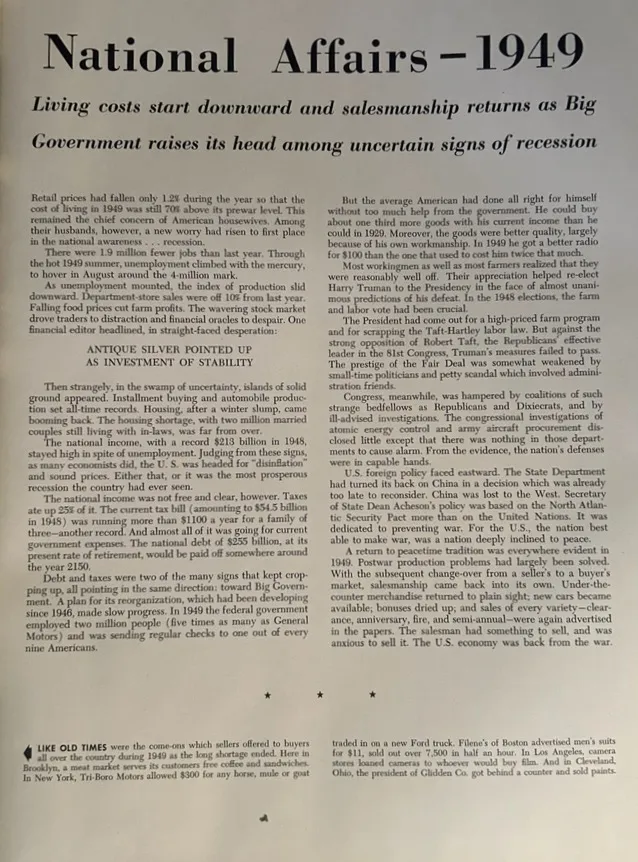 National Affairs – 1949
Living costs start downward and salesmanship returns as Big
Government raises its head among uncertain signs of recession
Retail prices had fallen only 1.2% during the year so that the
cost of living in 1949 was still 70% above its prewar level. This
remained the chief concern of American housewives. Among
their husbands, however, a new worry had risen to first place
in the national awareness . . . recession.
There were 1.9 million fewer jobs than last year. Through
the hot 1949 summer, unemployment climbed with the mercury,
to hover in August around the 4-million mark.
As unemployment mounted, the index of production slid
downward. Department-store sales were off 10% from last year.
Falling food prices cut farm profits. The wavering stock market
drove traders to distraction and financial oracles to despair. One
financial editor headlined, in straight-faced desperation:
ANTIQUE SILVER POINTED UP
AS INVESTMENT OF STABILITY
Then strangely, in the swamp of uncertainty, islands of solid
ground appeared. Installment buying and automobile produc-
tion set all-time records. Housing, after a winter slump, came
booming back. The housing shortage, with two million married
couples still living with in-laws, was far from over.
The national income, with a record $213 billion in 1948,
stayed high in spite of unemployment. Judging from these signs,
as many economists did, the U. S. was headed for "disinflation"
and sound prices. Either that, or it was the most prosperous
recession the country had ever seen.
The national income was not free and clear, however. Taxes
ate up 25% of it. The current tax bill (amounting to $54.5 billion
in 1948) was running more than $1100 a year for a family of
three—another record. And almost all of it was going for current
government expenses. The national debt of $255 billion, at its
present rate of retirement, would be paid off somewhere around
the year 2150.
Debt and taxes were two of the many signs that kept crop-
ping up, all pointing in the same direction: toward Big Govern-
ment. A plan for its reorganization, which had been developing
since 1946, made slow progress. In 1949 the federal government
employed two million people (five times as many as General
Motors) and was sending regular checks to one out of every
nine Americans.
But the average American had done all right for himself
without too much help from the government. He could buy
about one third more goods with his current income than he
could in 1929. Moreover, the goods were better quality, largely
because of his own workmanship. In 1949 he got a better radio
for $100 than the one that used to cost him twice that much.
Most workingmen as well as most farmers realized that they
were reasonably well off. Their appreciation helped re-elect
Harry Truman to the Presidency in the face of almost unani-
mous predictions of his defeat. In the 1948 elections, the farm
and labor vote had been crucial.
The President had come out for a high-priced farm program
and for scrapping the Taft-Hartley labor law. But against the
strong opposition of Robert Taft, the Republicans' effective
leader in the 81st Congress, Truman's measures failed to pass.
The prestige of the Fair Deal was somewhat weakened by
small-time politicians and petty scandal which involved admini-
stration friends.
Congress, meanwhile, was hampered by coalitions of such
strange bedfellows as Republicans and Dixiecrats, and by
ill-advised investigations. The congressional investigations of
atomic energy control and army aircraft procurement dis-
closed little except that there was nothing in those depart-
ments to cause alarm. From the evidence, the nation's defenses
were in capable hands.
U.S. foreign policy faced eastward. The State Department
had turned its back on China in a decision which was already
too late to reconsider. China was lost to the West. Secretary
of State Dean Acheson's policy was based on the North Atlan-
tic Security Pact more than on the United Nations. It was
dedicated to preventing war. For the U.S., the nation best
able to make war, was a nation deeply inclined to peace.
A return to peacetime tradition was everywhere evident in
1949. Postwar production problems had largely been solved.
With the subsequent change-over from a seller's to a buyer's
market, salesmanship came back into its own. Under-the-
counter merchandise returned to plain sight; new cars became
available; bonuses dried up; and sales of every variety—clear-
ance, anniversary, fire, and semi-annual—were again advertised
in the papers. The salesman had something to sell, and was
anxious to sell it. The U.S. economy was back from the war.
LIKE OLD TIMES were the come-ons which sellers offered to buyers
all over the country during 1949 as the long shortage ended. Here in
Brooklyn, a meat market serves its customers free coffee and sandwiches.
In New York, Tri-Boro Motors allowed $300 for any horse, mule or goat
traded in on a new Ford truck. Filene's of Boston advertised men's suits
for $11, sold out over 7,500 in half an hour. In Los Angeles, camera
stores loaned cameras to whoever would buy film. And in Cleveland,
Ohio, the president of Glidden Co. got behind a counter and sold paints.